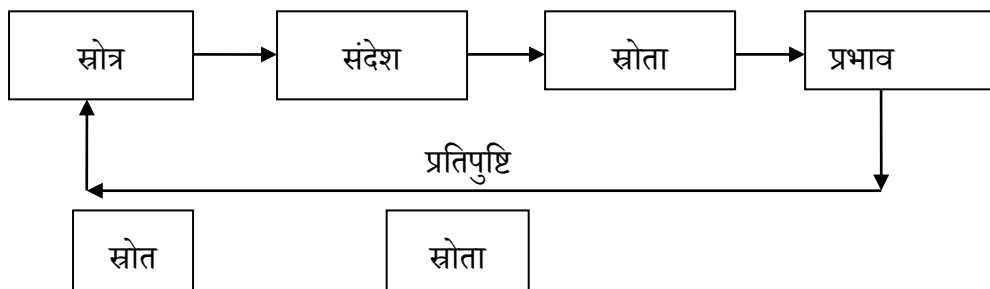 स्रोत्र संदेश स्रोता प्रभाव
प्रतिपुष्टि
स्रोत स्रोता